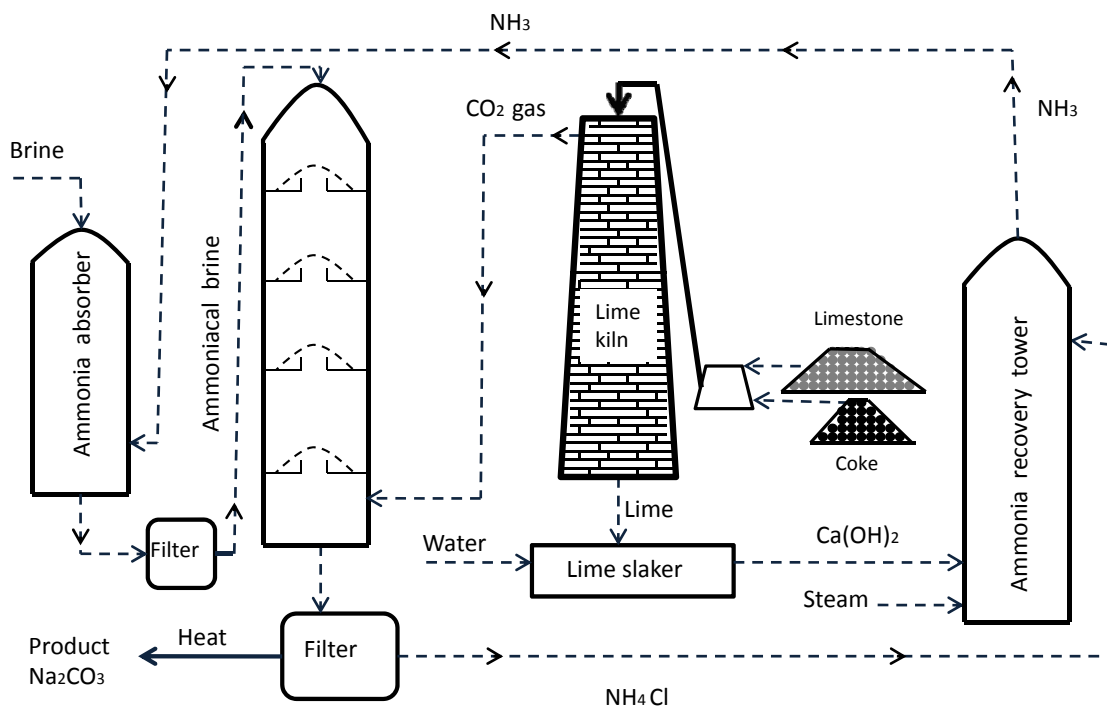 NH3
NH3
CO2 gas
Brine
Ammonia absorber
Ammoniacal brine
Lime
kiln
Limestone
Coke
Ammonia recovery tower
Filter
Lime
Water
Lime slaker
Ca(OH)2
Steam
Product
Na2CO3
Heat
Filter
NH4 Cl